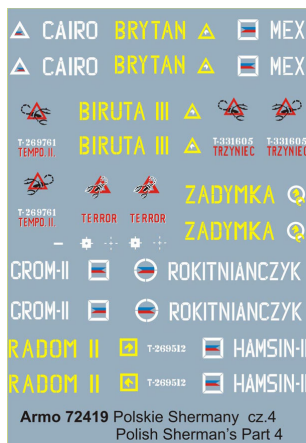 CAIRO BRYTAN MEX
CAIRO BRYTAN MEX
BIRUTA III
T-269761 TEMPO.II. BIRUTA III T-331605 TRZYNIEC T-331605 TRZYNIEC
T-269761 TEMPO.II. TERROR TERROR ZADYMKA
ZADYMKA
GROM-II ROKITNIANCZYK
GROM-II ROKITNIANCZYK
RADOM II T-269512 HAMSIN-II
RADOM II T-269512 HAMSIN-II
Armo 72419 Polskie Shermany cz.4
Polish Sherman's Part 4